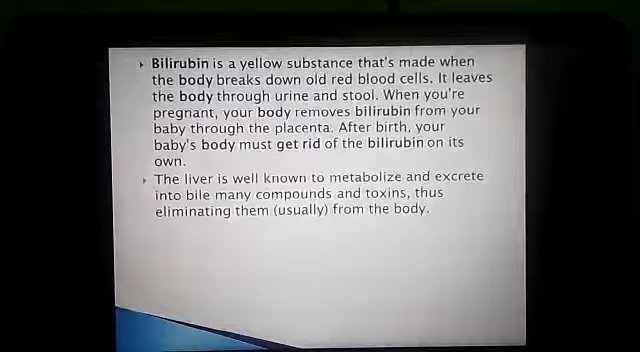 Bilirubin is a yellow substance that's made when
the body breaks down old red blood cells. It leaves
the body through urine and stool. When you're
pregnant, your body removes bilirubin from your
baby through the placenta. After birth, your
baby's body must get rid of the bilirubin on its
own.
The liver is well known to metabolize and excrete
into bile many compounds and toxins, thus
eliminating them (usually) from the body.